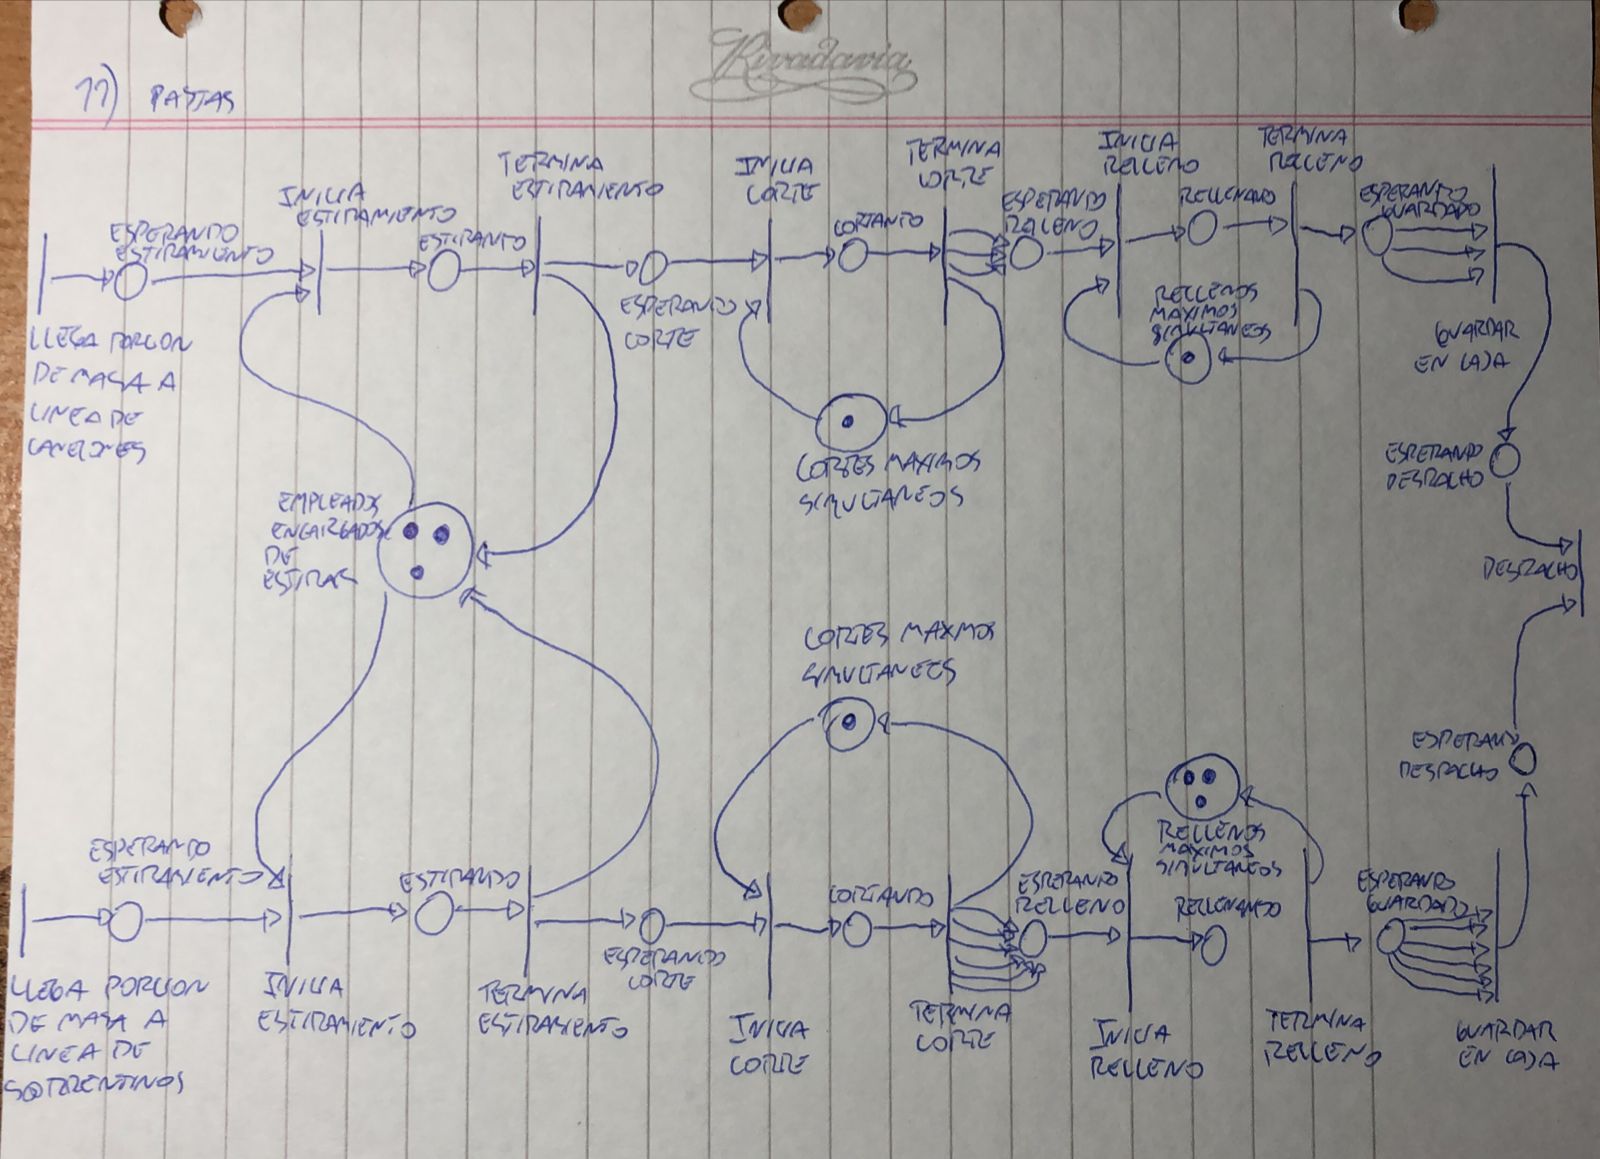 Rivadavia
11) PASTAS
INICIA
ESTIRAMIENTO
TERMINA
ESTIRAMIENTO
INICIA
CORTE
TERMINA
CORTE
INICIA
RELLENO
TERMINA
RELLENO
ESPERANDO
ESTIRAMIENTO
ESTIRANDO
CORTANDO
ESPERANDO
RELLENO
RELLENANDO
ESPERANDO
GUARDADO
ESPERANDO
CORTE
RELLENOS
MAXIMOS
SIMULTANEOS
LLEGA PORCION
DE MASA A
LINEA DE
CANELONES
GUARDAR
EN CAJA
CORTES MAXIMOS
SIMULTANEOS
ESPERANDO
DESPACHO
EMPLEADOS
ENCARGADOS
DE
ESTIRAR
DESPACHO
CORTES MAXMOS
SIMULTANEOS
ESPERANDO
DESPACHO
RELLENOS
MAXIMOS
SIMULTANEOS
ESPERANDO
ESTIRAMIENTO
ESTIRANDO
CORTANDO
ESPERANDO
RELLENO
RELLENANDO
ESPERANDO
GUARDADO
ESPERANDO
CORTE
LLEGA PORCION
DE MASA A
LINEA DE
SORRENTINOS
INICIA
ESTIRAMIENTO
TERMINA
ESTIRAMIENTO
INICIA
CORTE
TERMINA
CORTE
INICIA
RELLENO
TERMINA
RELLENO
GUARDAR
EN CAJA